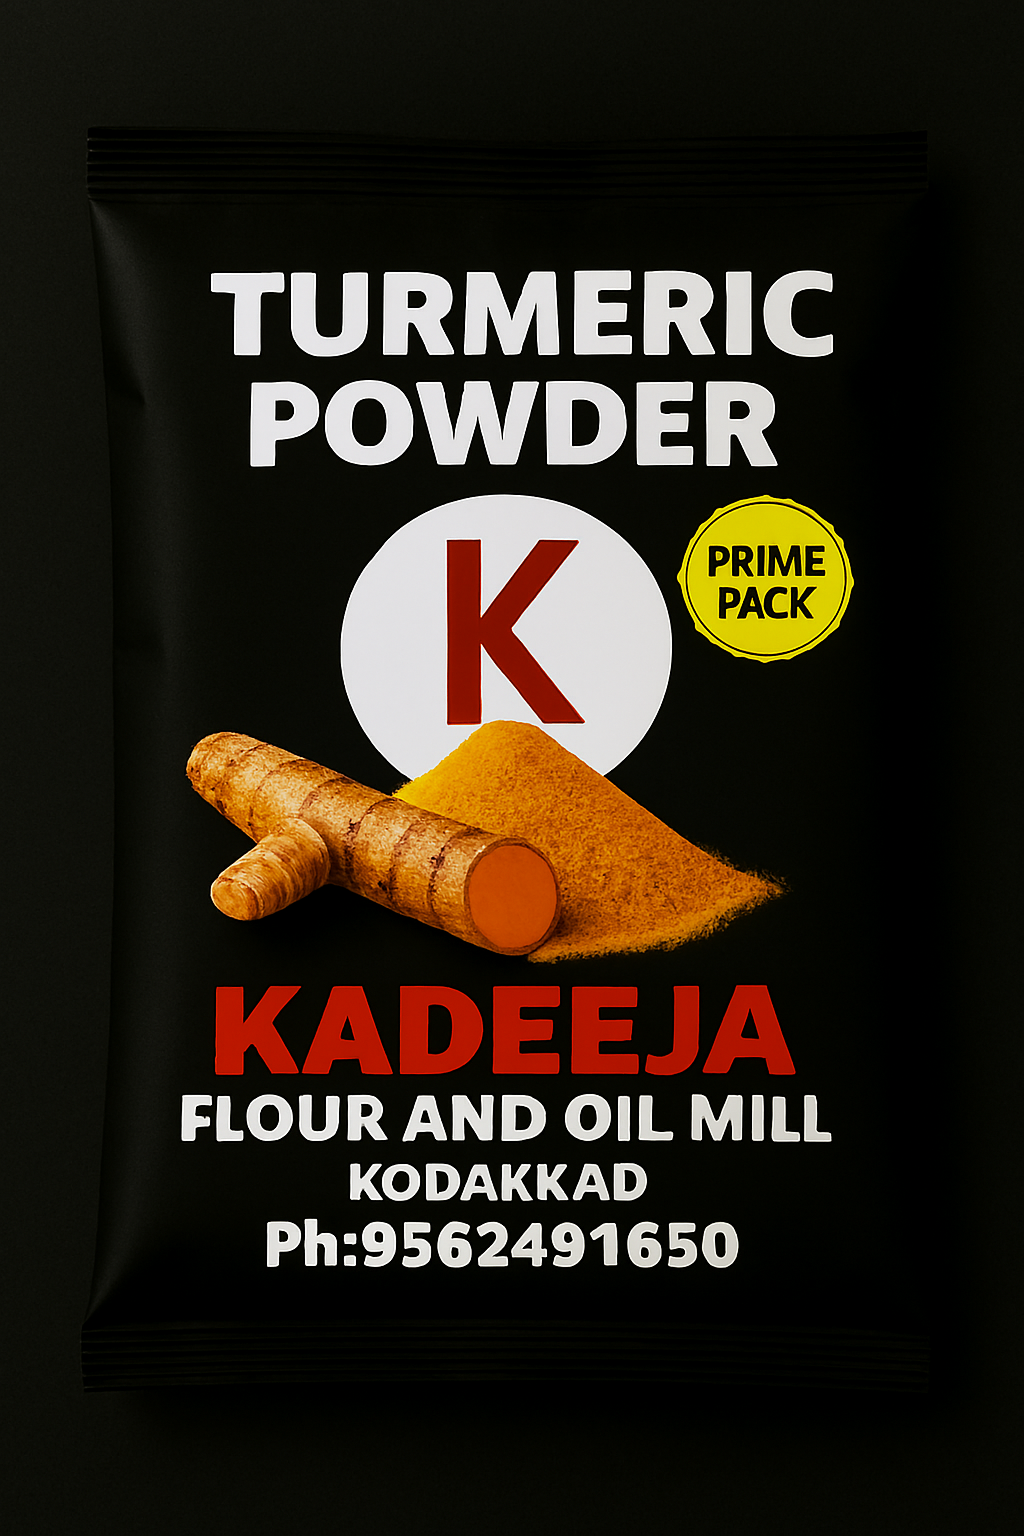 TURMERIC
POWDER
K
PRIME
PACK
KADEEJA
FLOUR AND OIL MILL
KODAKKAD
Ph:9562491650